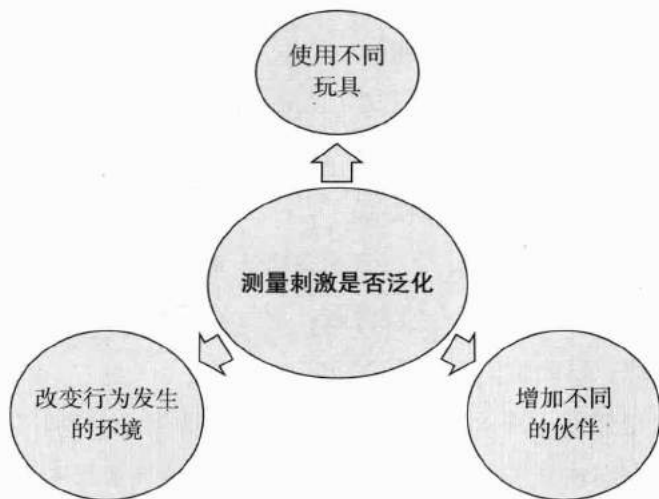 使用不同
玩具
测量刺激是否泛化
改变行为发生
的环境
增加不同
的伙伴